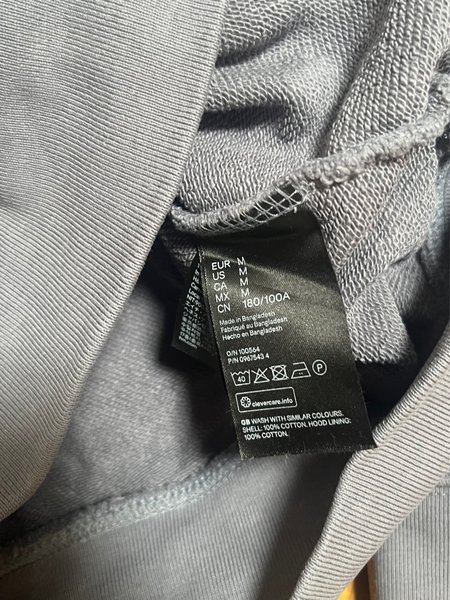 EUR M
US M
CA M
MX M
CN 180/100A
Made in Bangladesh
Fabriqué au Bangladesh
Hecho en Bangladesh
O/N 100564
P/N 0967543 4
40 P
clevercare.info
GB WASH WITH SIMILAR COLOURS.
SHELL: 100% COTTON. HOOD LINING:
100% COTTON.